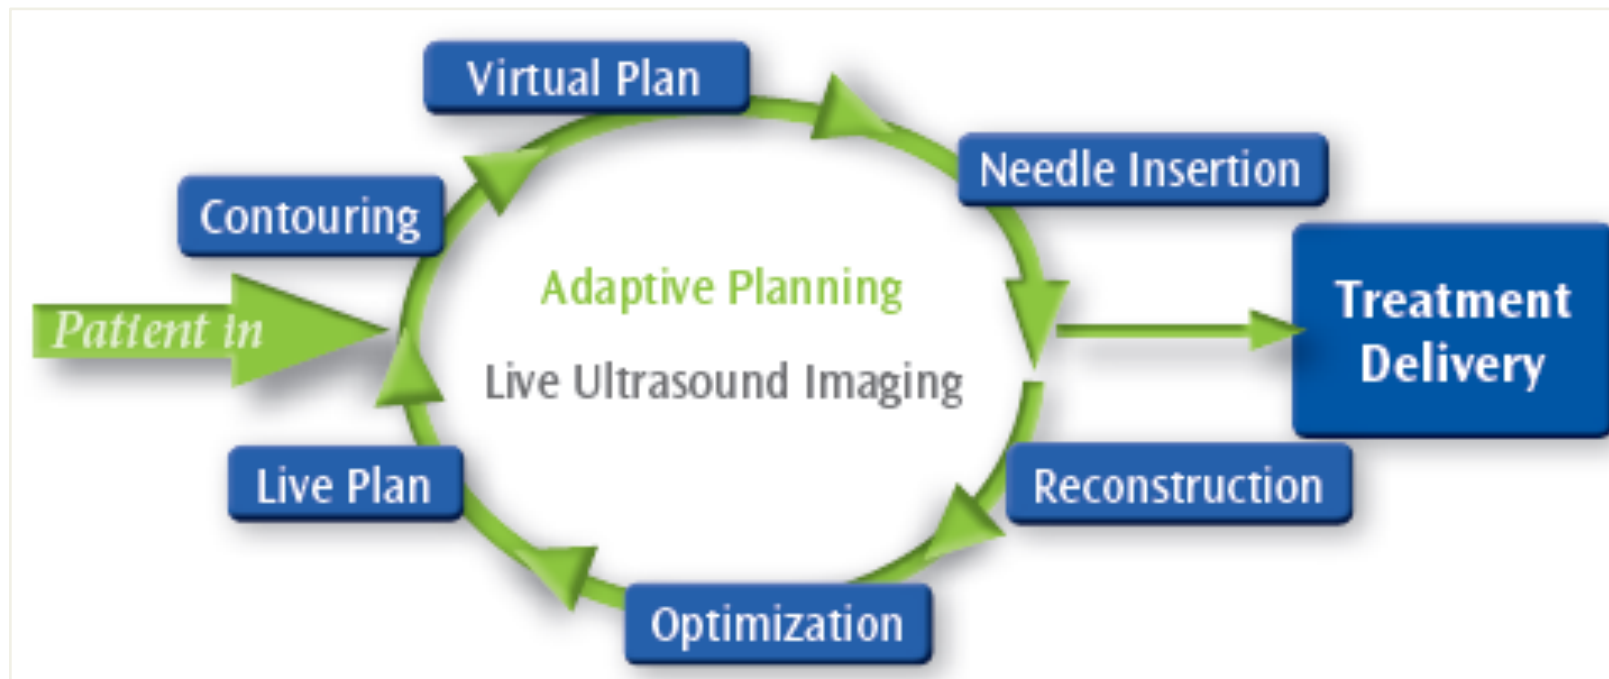 Virtual Plan
Needle Insertion
Contouring
Adaptive Planning
Treatment
Delivery
Patient in
Live Ultrasound Imaging
Live Plan
Reconstruction
Optimization